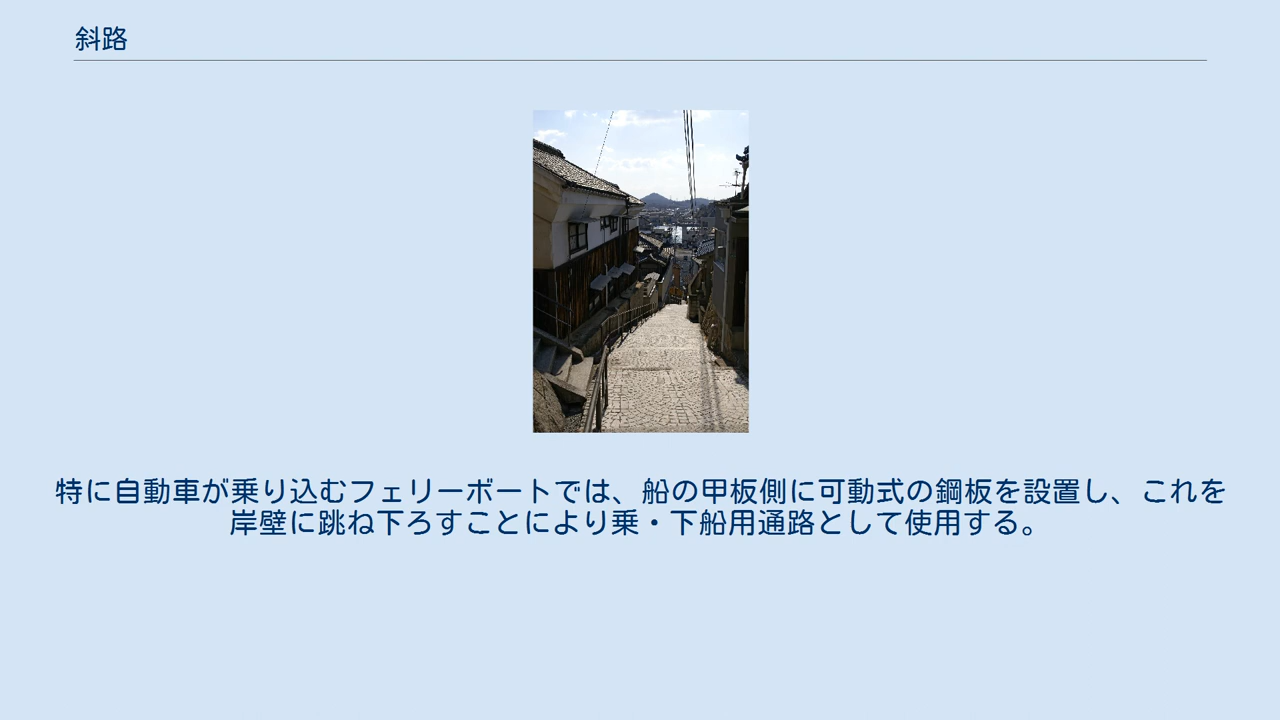 斜路
特に自動車が乗り込むフェリーボートでは、船の甲板側に可動式の鋼板を設置し、これを
岸壁に跳ね下ろすことにより乗・下船用通路として使用する。